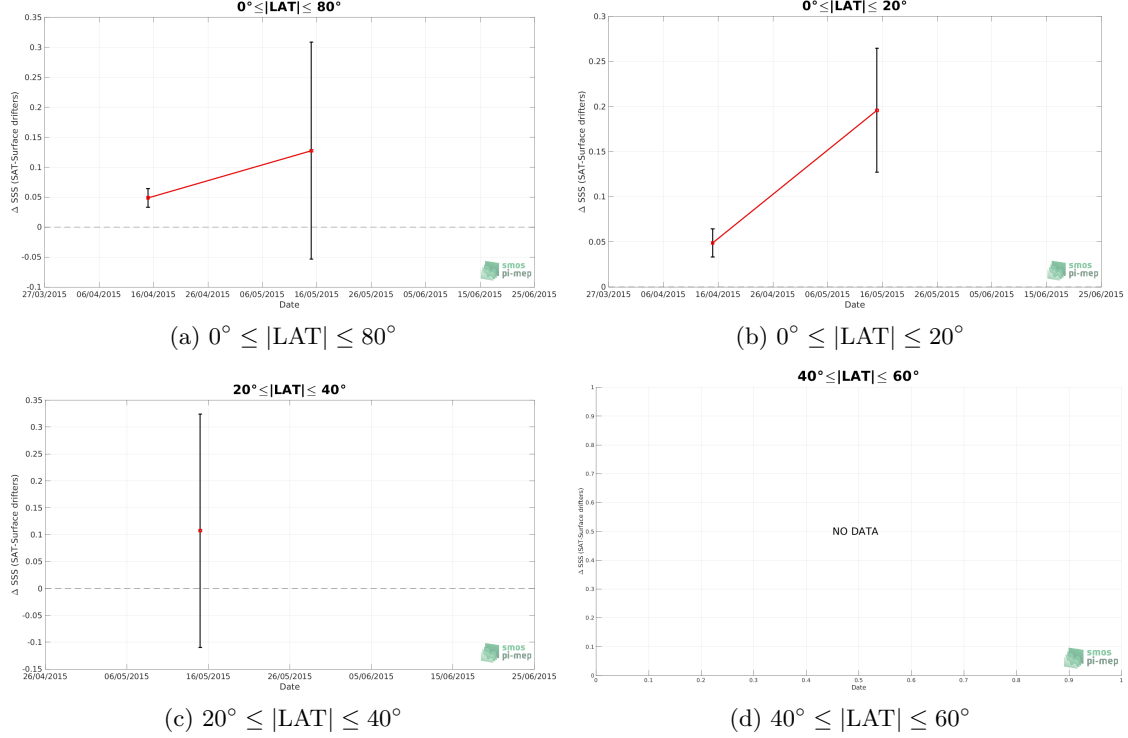 0°≤|LAT|≤ 80°
0.35
0.3
0.25
0.2
0.15
0.1
0.05
0
-0.05
-0.1
Δ SSS (SAT-Surface drifters)
27/03/2015 06/04/2015 16/04/2015 26/04/2015 06/05/2015 16/05/2015 26/05/2015 05/06/2015 15/06/2015 25/06/2015
Date
smos
pi-mep
(a) 0° ≤ |LAT| ≤ 80°
0°≤|LAT|≤ 20°
0.3
0.25
0.2
0.15
0.1
0.05
0
Δ SSS (SAT-Surface drifters)
27/03/2015 06/04/2015 16/04/2015 26/04/2015 06/05/2015 16/05/2015 26/05/2015 05/06/2015 15/06/2015 25/06/2015
Date
smos
pi-mep
(b) 0° ≤ |LAT| ≤ 20°
20°≤|LAT|≤ 40°
0.35
0.3
0.25
0.2
0.15
0.1
0.05
0
-0.05
-0.1
-0.15
Δ SSS (SAT-Surface drifters)
26/04/2015 06/05/2015 16/05/2015 26/05/2015 05/06/2015 15/06/2015 25/06/2015
Date
smos
pi-mep
(c) 20° ≤ |LAT| ≤ 40°
40°≤|LAT|≤ 60°
1
0.9
0.8
0.7
0.6
0.5
0.4
0.3
0.2
0.1
0
Δ SSS (SAT-Surface drifters)
NO DATA
0 0.1 0.2 0.3 0.4 0.5 0.6 0.7 0.8 0.9 1
Date
smos
pi-mep
(d) 40° ≤ |LAT| ≤ 60°